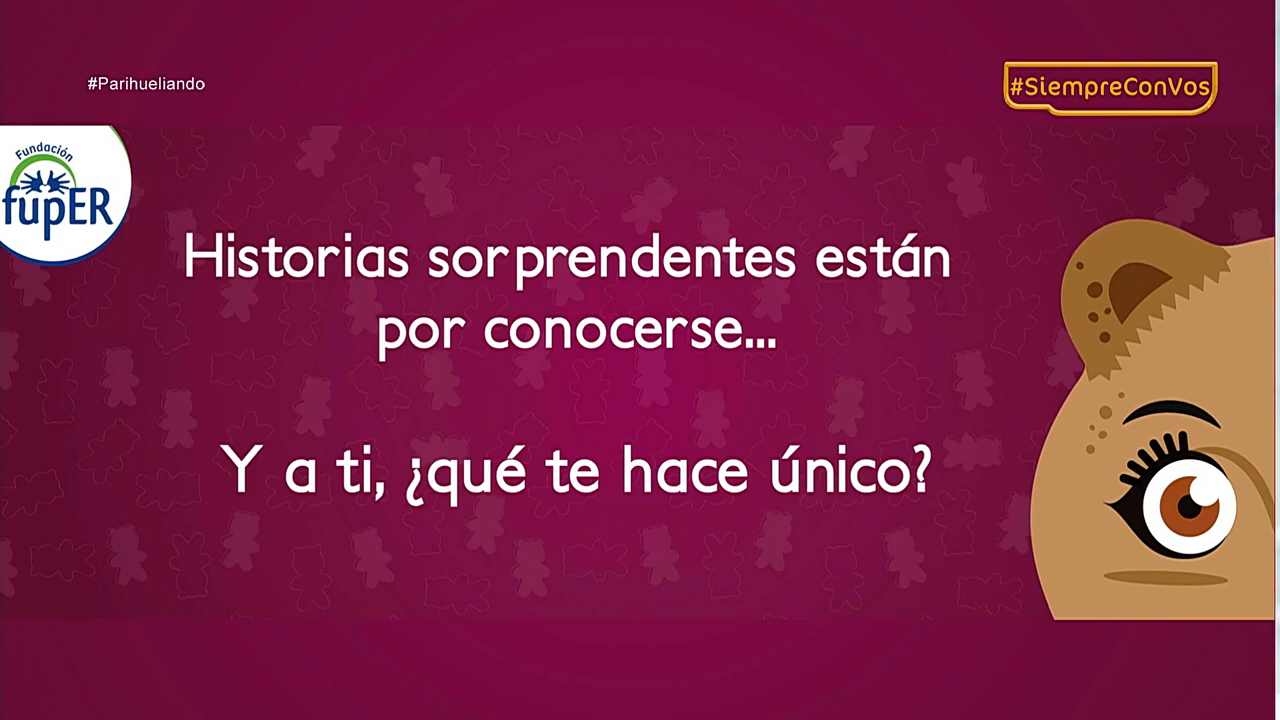 #Parihueliando
#SiempreConVos
Fundación
fupER
Historias sorprendentes están
por conocerse...
Y a ti, ¿qué te hace único?